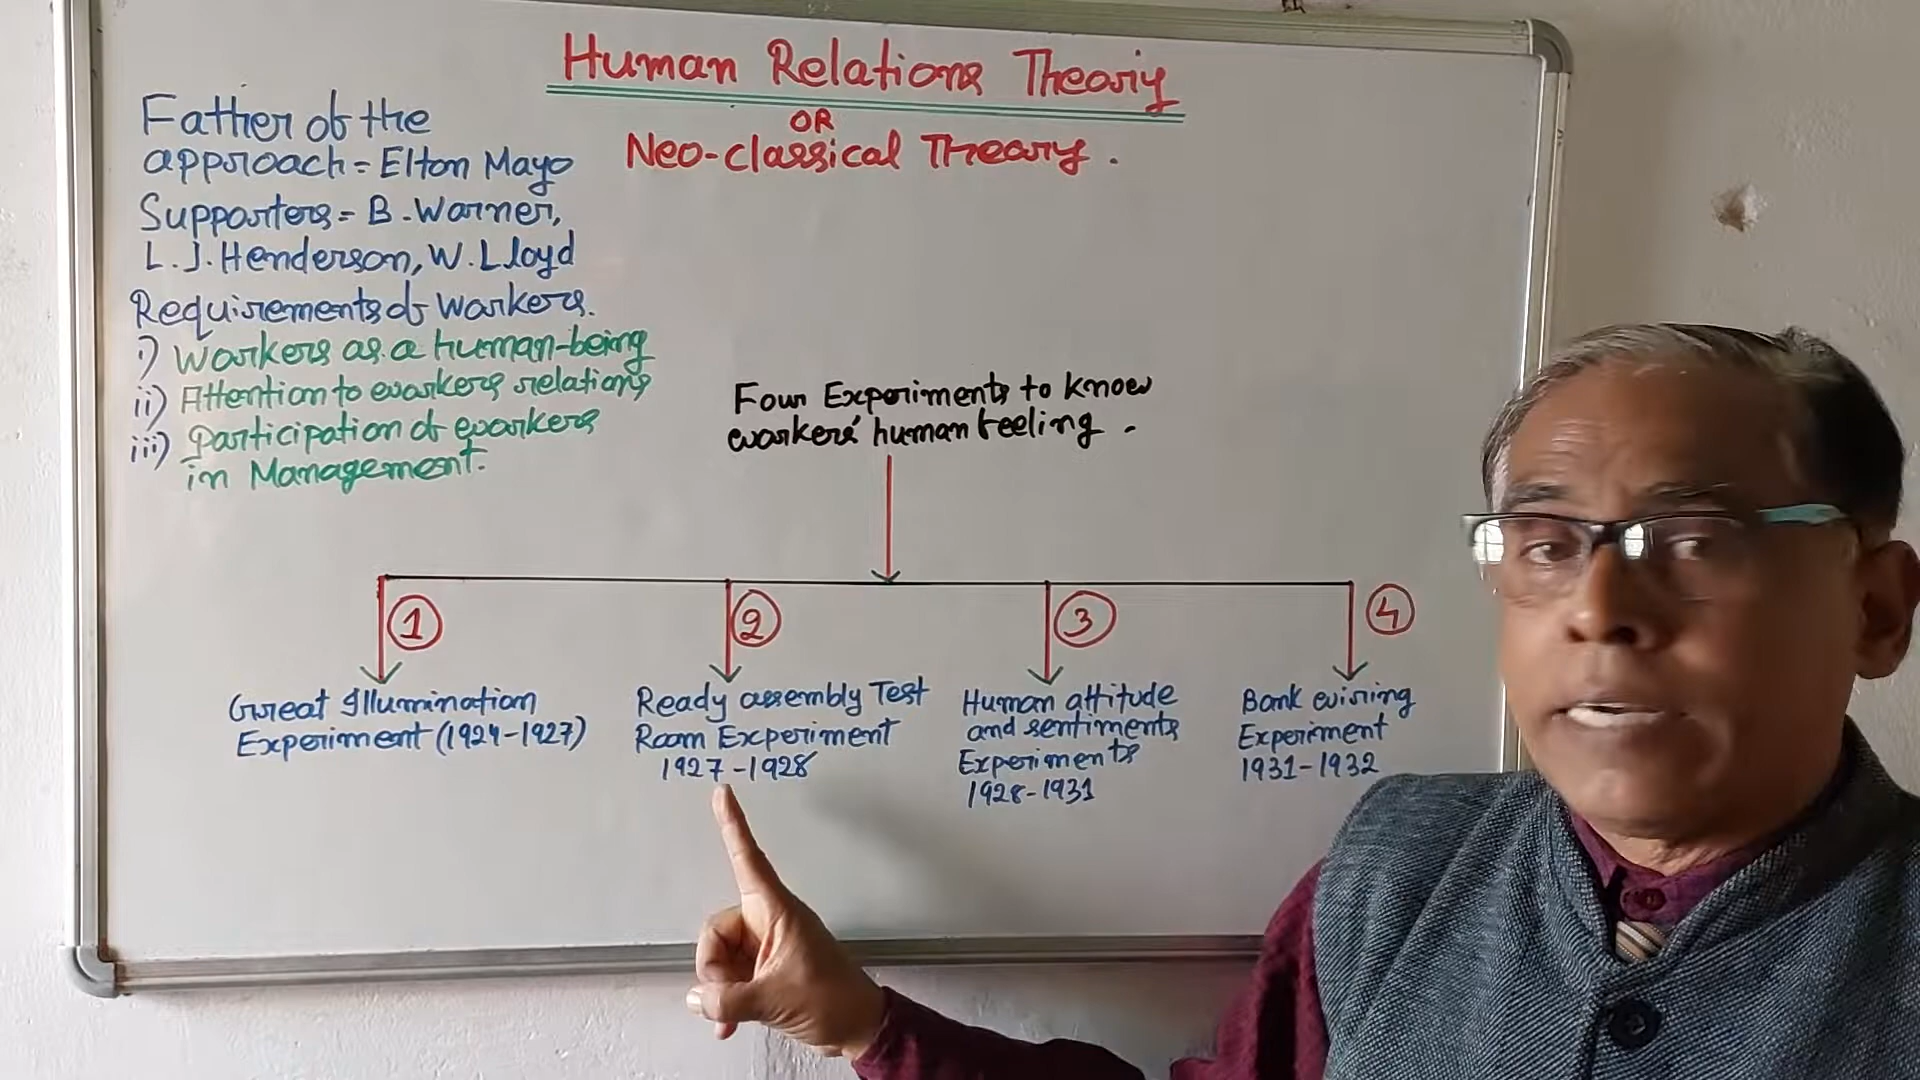 Human Relations Theory
OR
Neo-classical Theory.
Father of the
approach = Elton Mayo
Supporters = B. Warner,
L. J. Henderson, W. Lloyd
Requirements of workers.
i) Workers as a human-being
ii) Attention to workers relations
iii) Participation of workers
in Management.
Four Experiments to know
workers' human feeling.
1
2
3
4
Great Illumination
Experiment (1924-1927)
Ready assembly Test
Room Experiment
1927-1928
Human attitude
and sentiments
Experiments
1928-1931
Bank wiring
Experiment
1931-1932